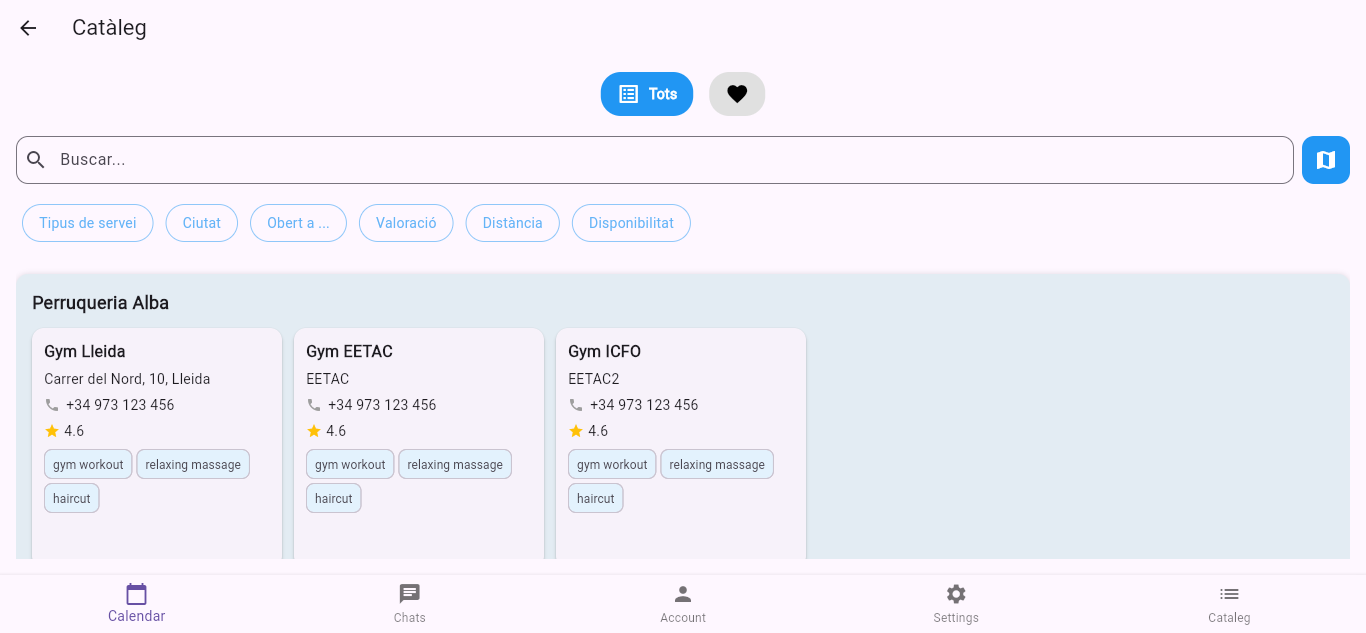 Catàleg
Tots
Buscar...
Tipus de servei Ciutat Obert a ... Valoració Distància Disponibilitat
Perruqueria Alba
Gym Lleida
Carrer del Nord, 10, Lleida
+34 973 123 456
4.6
gym workout relaxing massage
haircut
Gym EETAC
EETAC
+34 973 123 456
4.6
gym workout relaxing massage
haircut
Gym ICFO
EETAC2
+34 973 123 456
4.6
gym workout relaxing massage
haircut
Calendar Chats Account Settings Cataleg